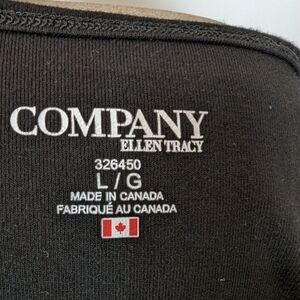 COMPANY
ELLEN TRACY
326450
L / G
MADE IN CANADA
FABRIQUÉ AU CANADA